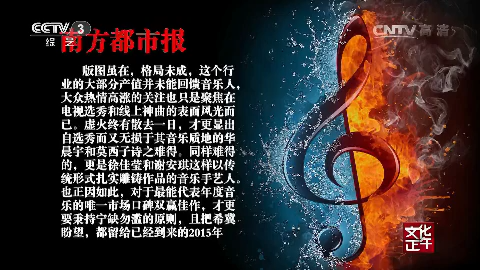 CCTV 3
综艺
CNTV 高清
南方都市报
版图虽在，格局未成，这个行
业的大部分产值并未能回馈音乐人，
大众热情高涨的关注也只是聚焦在
电视选秀和线上神曲的表面风光而
已。虚火终有散去一日，才更显出
自选秀而又无损于其音乐质地的华
晨宇和莫西子诗之难得。同样难得
的，更是徐佳莹和谢安琪这样以传
统形式扎实雕铸作品的音乐手艺人。
也正因如此，对于最能代表年度音
乐的唯一市场口碑双赢佳作，才更
要秉持宁缺勿滥的原则，且把希冀
盼望，都留给已经到来的2015年
文化
正午